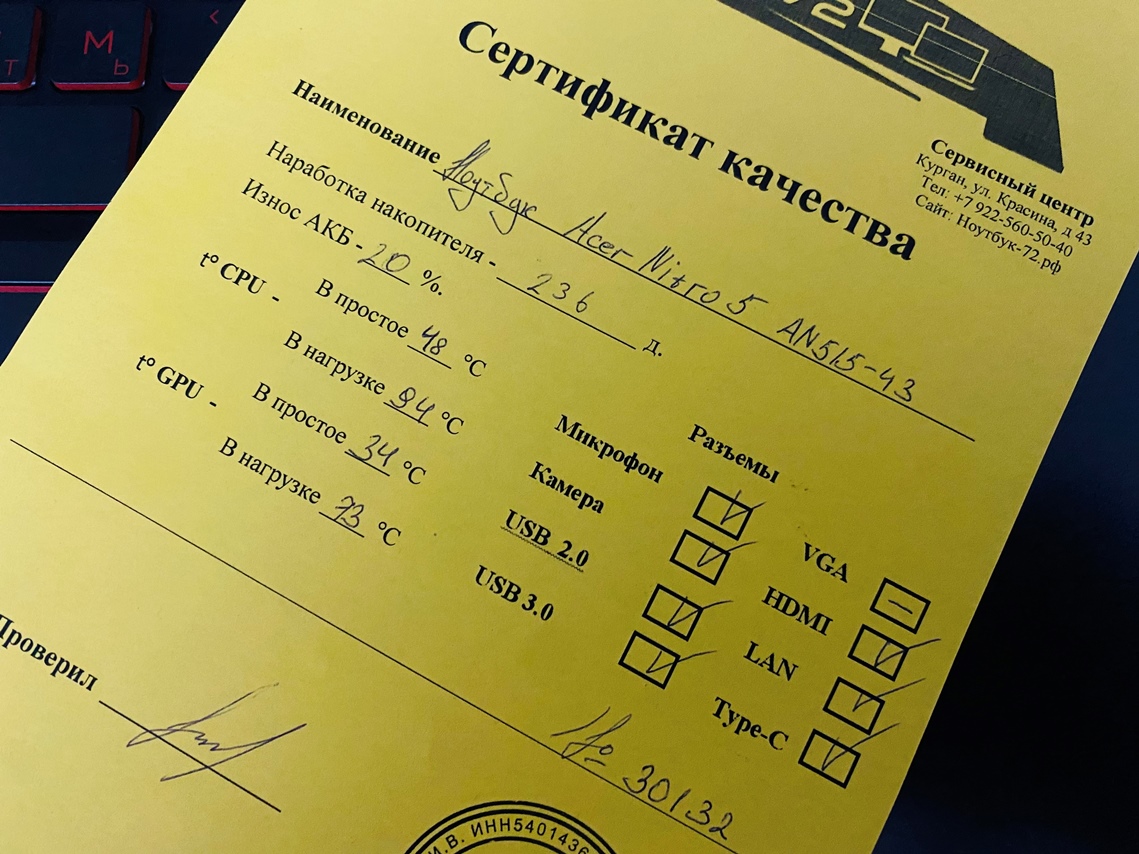 М
Ь
Т
<
72
Сертификат качества
Сервисный центр
Курган, ул. Красина, д 43
Тел: +7 922-560-50-40
Сайт: Ноутбук-72.рф
Наименование Ноутбук Acer Nitro 5 AN515-43
Наработка накопителя - 236 д.
Износ АКБ - 20 %.
t° CPU - В простое 48 °C
В нагрузке 94 °C
t° GPU - В простое 34 °C
В нагрузке 73 °C
Разъемы
Микрофон
Камера
USB 2.0
USB 3.0
VGA
HDMI
LAN
Type-C
Проверил
№ 30132
И.В. ИНН5401436